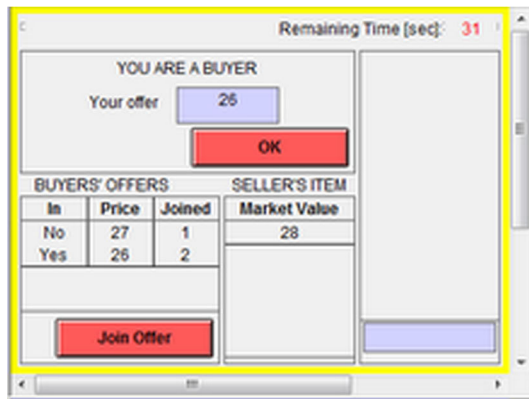 Remaining Time [sec]: 31
YOU ARE A BUYER
Your offer 26
OK
BUYERS' OFFERS
In Price Joined
No 27 1
Yes 26 2
Join Offer
SELLER'S ITEM
Market Value
28